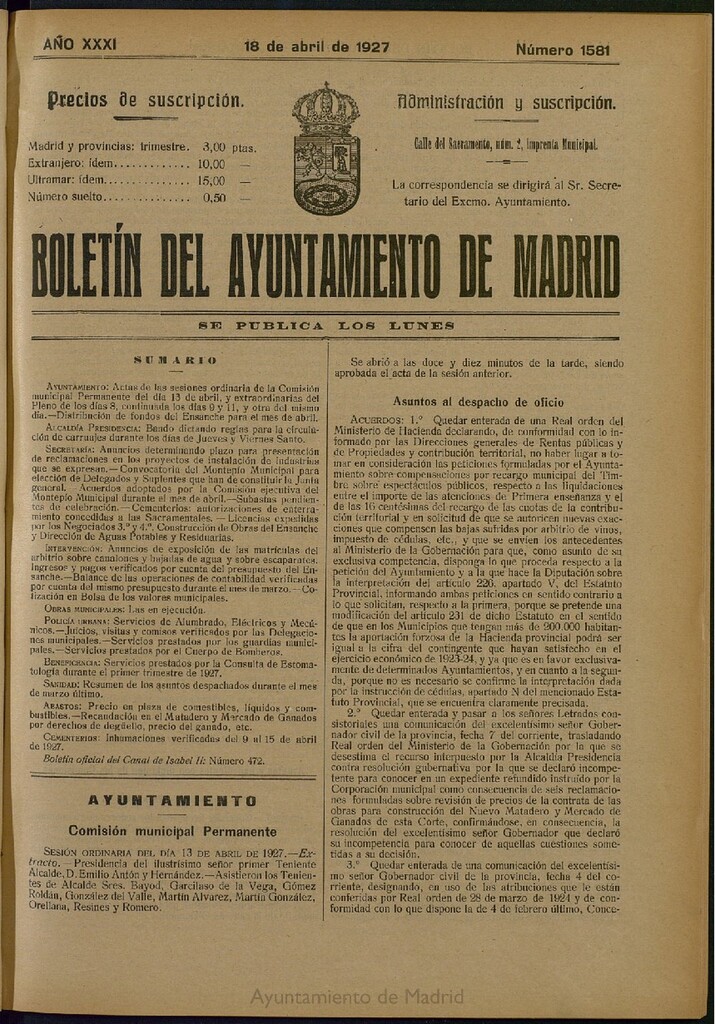 AÑO XXXI
18 de abril de 1927
Número 1581
Precios de suscripción.
Madrid y provincias: trimestre. 3,00 ptas.
Extranjero: ídem............. 10,00 —
Ultramar: ídem.............. 15,00 —
Número suelto.............. 0,50 —
Administración y suscripción.
Calle del Sacramento, núm. 2, Imprenta Municipal.
La correspondencia se dirigirá al Sr. Secre-
tario del Excmo. Ayuntamiento.
BOLETÍN DEL AYUNTAMIENTO DE MADRID
SE PUBLICA LOS LUNES
SUMARIO
AYUNTAMIENTO: Actas de las sesiones ordinaria de la Comisión
municipal Permanente del día 13 de abril, y extraordinarias del
Pleno de los días 8, continuada los días 9 y 11, y otra del mismo
día.—Distribución de fondos del Ensanche para el mes de abril.
ALCALDÍA PRESIDENCIA: Bando dictando reglas para la circula-
ción de carruajes durante los días de Jueves y Viernes Santo.
SECRETARÍA: Anuncios determinando plazo para presentación
de reclamaciones en los proyectos de instalación de industrias
que se expresan.—Convocatoria del Montepío Municipal para
elección de Delegados y Suplentes que han de constituir la Junta
general.—Acuerdos adoptados por la Comisión ejecutiva del
Montepío Municipal durante el mes de abril.—Subastas pendien-
tes de celebración.—Cementerios: autorizaciones de enterra-
miento concedidas a las Sacramentales.—Licencias expedidas
por los Negociados 3.º y 4.º, Construcción de Obras del Ensanche
y Dirección de Aguas Potables y Residuarias.
INTERVENCIÓN: Anuncios de exposición de las matrículas del
arbitrio sobre canalones y bajadas de agua y sobre escaparates.
Ingresos y pagos verificados por cuenta del presupuesto del En-
sanche.—Balance de las operaciones de contabilidad verificadas
por cuenta del mismo presupuesto durante el mes de marzo.—Co-
tización en Bolsa de los valores municipales.
OBRAS MUNICIPALES: Las en ejecución.
POLICÍA URBANA: Servicios de Alumbrado, Eléctricos y Mecá-
nicos.—Juicios, visitas y comisos verificados por las Delegacio-
nes municipales.—Servicios prestados por los guardias munici-
pales.—Servicios prestados por el Cuerpo de Bomberos.
BENEFICENCIA: Servicios prestados por la Consulta de Estoma-
tología durante el primer trimestre de 1927.
SANIDAD: Resumen de los asuntos despachados durante el mes
de marzo último.
ABASTOS: Precio en plaza de comestibles, líquidos y com-
bustibles.—Recaudación en el Matadero y Mercado de Ganados
por derechos de degüello, precio del ganado, etc.
CEMENTERIOS: Inhumaciones verificadas del 9 al 15 de abril
de 1927.
Boletín oficial del Canal de Isabel II: Número 472.
AYUNTAMIENTO
Comisión municipal Permanente
SESIÓN ORDINARIA DEL DÍA 13 DE ABRIL DE 1927.—Ex-
tracto.—Presidencia del ilustrísimo señor primer Teniente
Alcalde, D. Emilio Antón y Hernández.—Asistieron los Tenien-
tes de Alcalde Sres. Bayod, Garcilaso de la Vega, Gómez
Roldán, González del Valle, Martín Alvarez, Martín González,
Orellana, Resines y Romero.
Se abrió a las doce y diez minutos de la tarde, siendo
aprobada el acta de la sesión anterior.
Asuntos al despacho de oficio
ACUERDOS: 1.º Quedar enterada de una Real orden del
Ministerio de Hacienda declarando, de conformidad con lo in-
formado por las Direcciones generales de Rentas públicas y
de Propiedades y contribución territorial, no haber lugar a to-
mar en consideración las peticiones formuladas por el Ayunta-
miento sobre compensaciones por recargo municipal del Tim-
bre sobre espectáculos públicos, respecto a las liquidaciones
entre el importe de las atenciones de Primera enseñanza y el
de las 16 centésimas del recargo de las cuotas de la contribu-
ción territorial y en solicitud de que se autoricen nuevas exac-
ciones que compensen las bajas sufridas por arbitrio de vinos,
impuesto de cédulas, etc., y que se envíen los antecedentes
al Ministerio de la Gobernación para que, como asunto de su
exclusiva competencia, disponga lo que proceda respecto a la
petición del Ayuntamiento y a la que hace la Diputación sobre
la interpretación del artículo 226, apartado V, del Estatuto
Provincial, informando ambas peticiones en sentido contrario a
lo que solicitan, respecto a la primera, porque se pretende una
modificación del artículo 231 de dicho Estatuto en el sentido
de que en los Municipios que tengan más de 200.000 habitan-
tes la aportación forzosa de la Hacienda provincial podrá ser
igual a la cifra del contingente que hayan satisfecho en el
ejercicio económico de 1923-24, y ya que es en favor exclusiva-
mente de determinados Ayuntamientos, y en cuanto a la segun-
da, porque no es necesario se confirme la interpretación dada
por la instrucción de cédulas, apartado N del mencionado Esta-
tuto Provincial, que se encuentra claramente precisada.
2.º Quedar enterada y pasar a los señores Letrados con-
sistoriales una comunicación del excelentísimo señor Gober-
nador civil de la provincia, fecha 7 del corriente, trasladando
Real orden del Ministerio de la Gobernación por la que se
desestima el recurso interpuesto por la Alcaldía Presidencia
contra resolución gubernativa por la que se declaró incompe-
tente para conocer en un expediente refundido instruído por la
Corporación municipal como consecuencia de seis reclamacio-
nes formuladas sobre revisión de precios de la contrata de las
obras para construcción del Nuevo Matadero y Mercado de
Ganados de esta Corte, confirmándose, en consecuencia, la
resolución del excelentísimo señor Gobernador que declaró
su incompetencia para conocer de aquellas cuestiones some-
tidas a su decisión.
3.º Quedar enterada de una comunicación del excelentísi-
mo señor Gobernador civil de la provincia, fecha 4 del co-
rriente, designando, en uso de las atribuciones que le están
conferidas por Real orden de 28 de marzo de 1924 y de con-
formidad con lo que dispone la de 4 de febrero último, Conce-
Ayuntamiento de Madrid